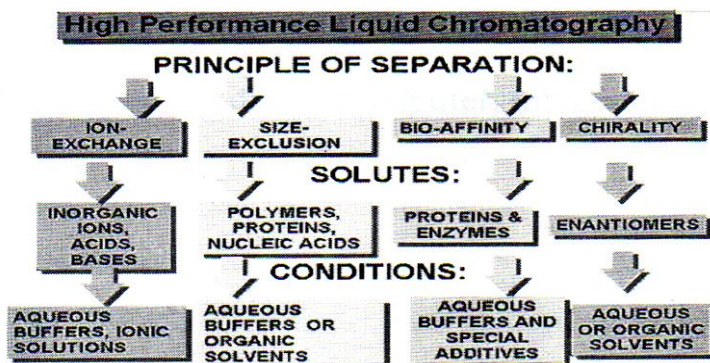 High Performance Liquid Chromatography
PRINCIPLE OF SEPARATION:
ION-
EXCHANGE
SIZE-
EXCLUSION
BIO-AFFINITY
CHIRALITY
SOLUTES:
INORGANIC
IONS,
ACIDS,
BASES
POLYMERS,
PROTEINS,
NUCLEIC ACIDS
PROTEINS &
ENZYMES
ENANTIOMERS
CONDITIONS:
AQUEOUS
BUFFERS, IONIC
SOLUTIONS
AQUEOUS
BUFFERS OR
ORGANIC
SOLVENTS
AQUEOUS
BUFFERS AND
SPECIAL
ADDITIVES
AQUEOUS
OR ORGANIC
SOLVENTS